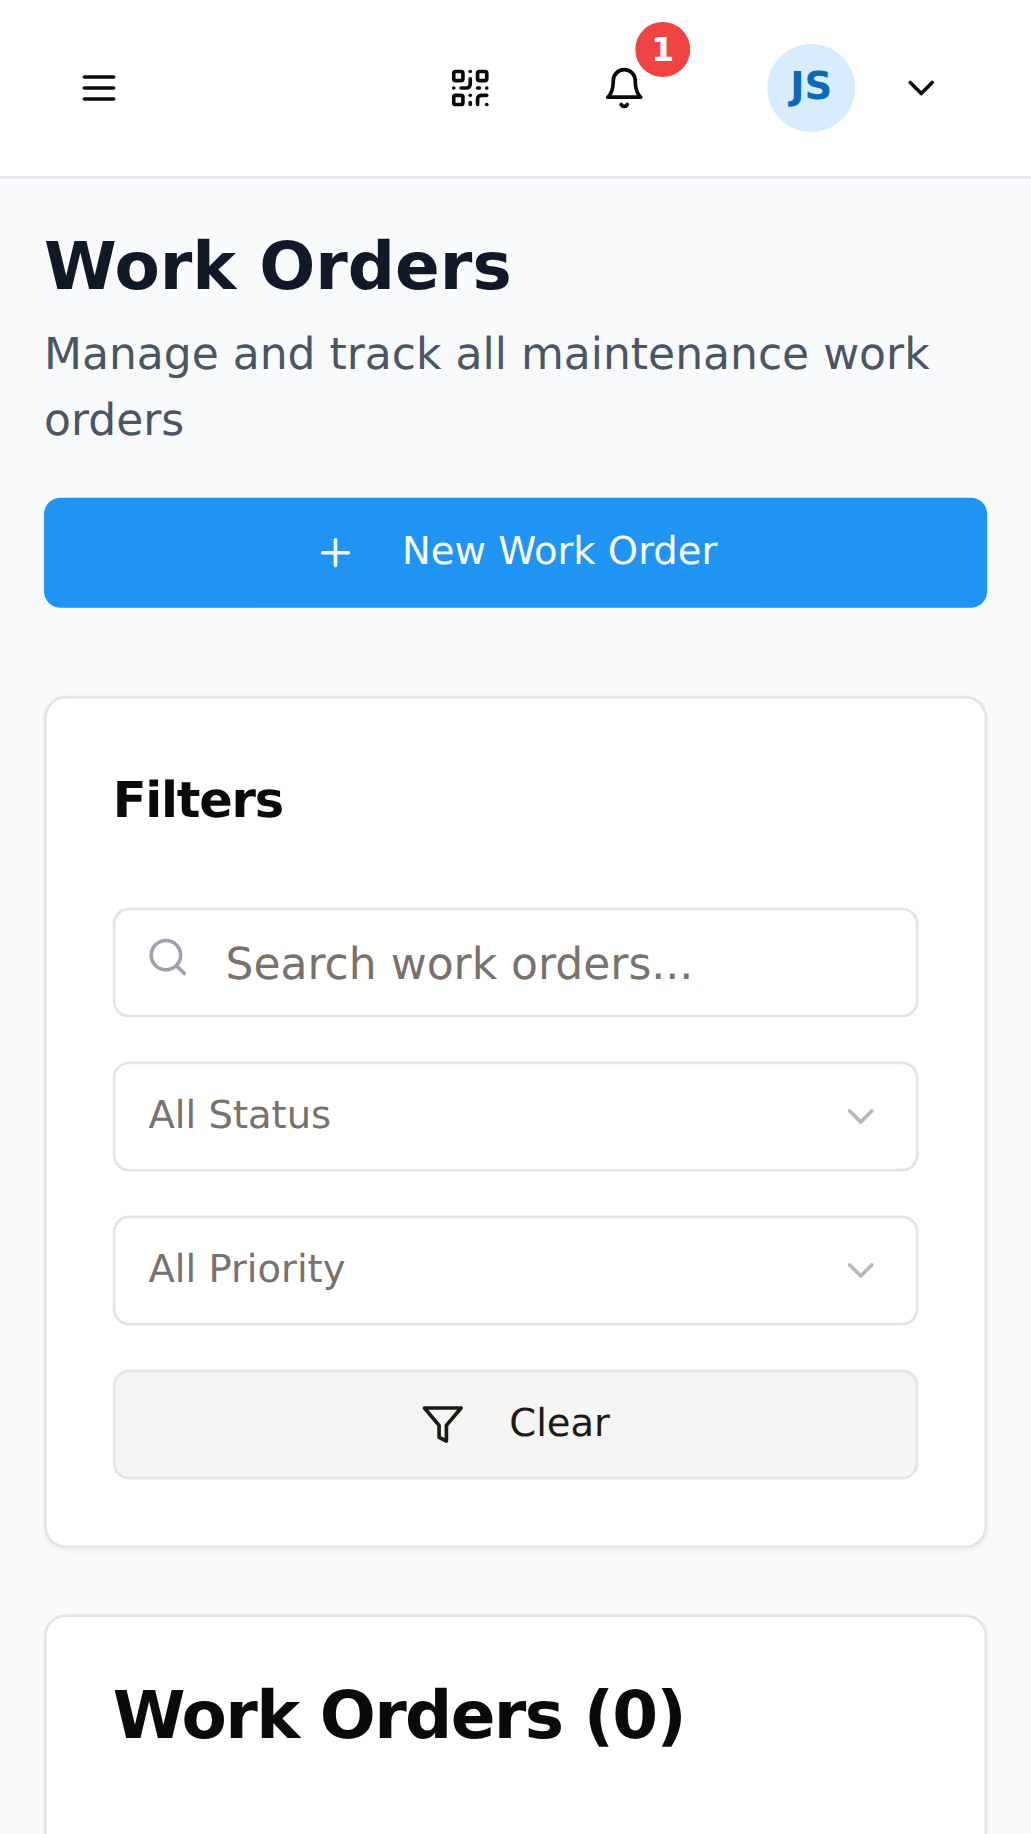 1
JS
Work Orders
Manage and track all maintenance work
orders
New Work Order
Filters
Search work orders...
All Status
All Priority
Clear
Work Orders (0)